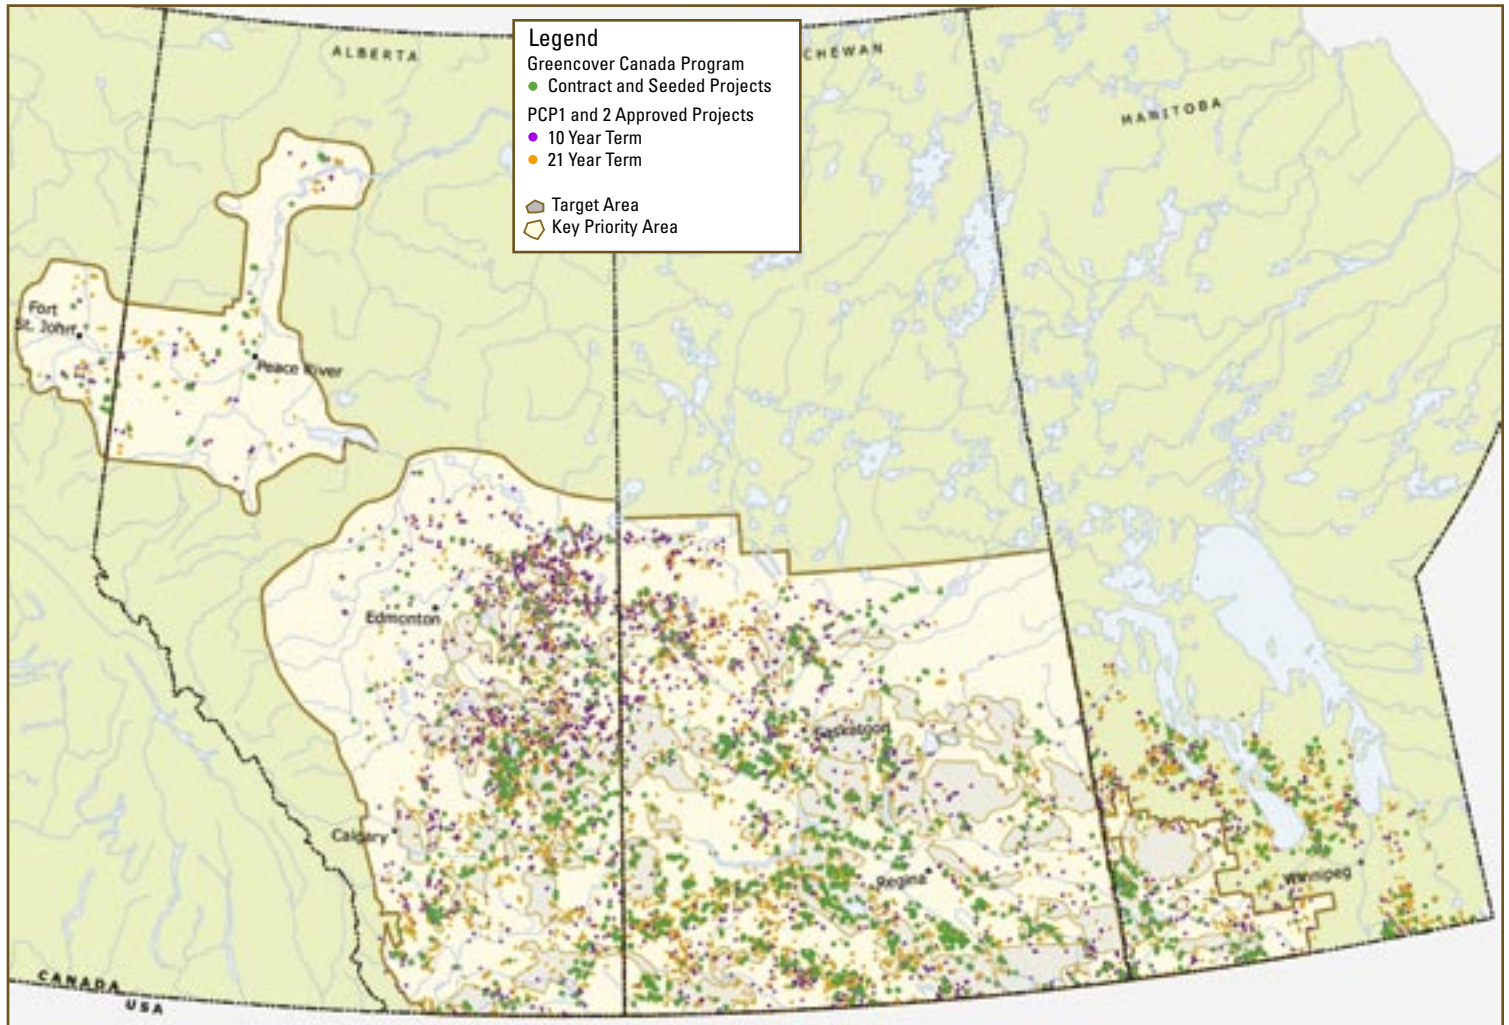 Legend
Greencover Canada Program
Contract and Seeded Projects
PCP1 and 2 Approved Projects
10 Year Term
21 Year Term
Target Area
Key Priority Area
ALBERTA
CHEWAN
MANITOBA
Fort
St. John
Peace River
Edmonton
Saskatoon
Calgary
Regina
Winnipeg
CANADA
USA